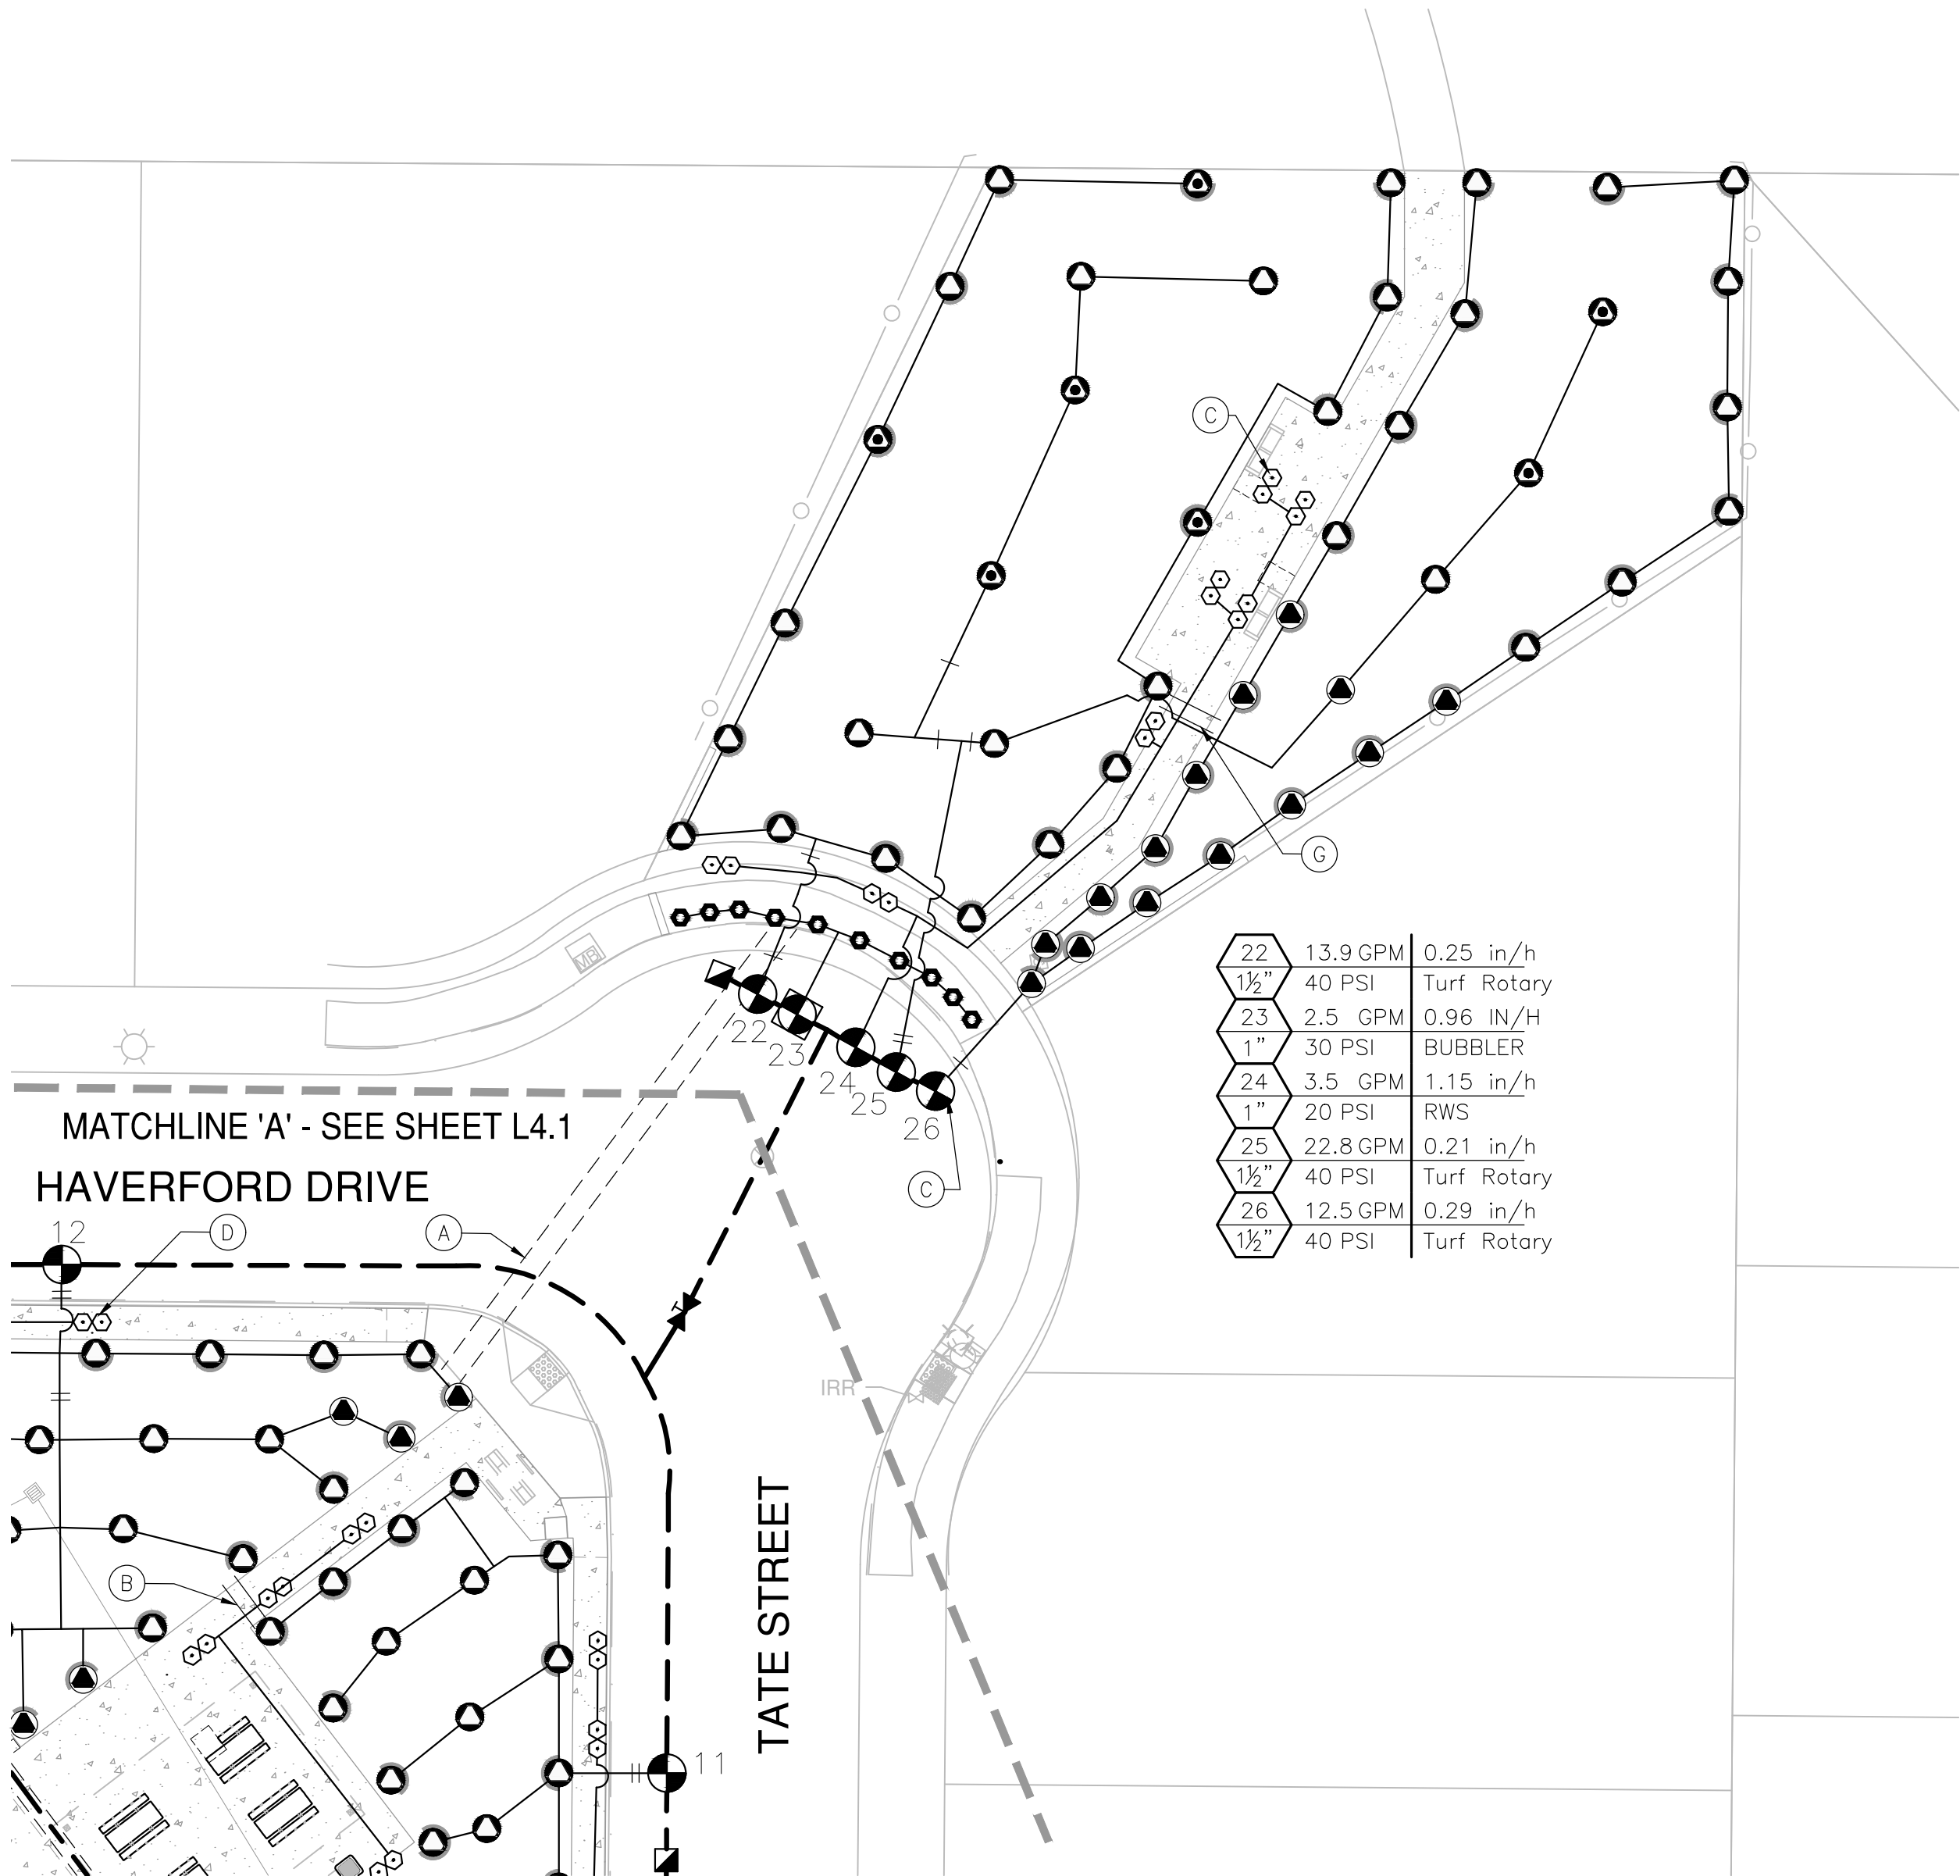 C
G
MB
22 13.9 GPM 0.25 in/h
1½" 40 PSI Turf Rotary
23 2.5 GPM 0.96 IN/H
1" 30 PSI BUBBLER
24 3.5 GPM 1.15 in/h
1" 20 PSI RWS
25 22.8 GPM 0.21 in/h
1½" 40 PSI Turf Rotary
26 12.5 GPM 0.29 in/h
1½" 40 PSI Turf Rotary
22
23
24
25
26
MATCHLINE 'A' - SEE SHEET L4.1
HAVERFORD DRIVE
C
12
D
A
IRR
B
TATE STREET
11